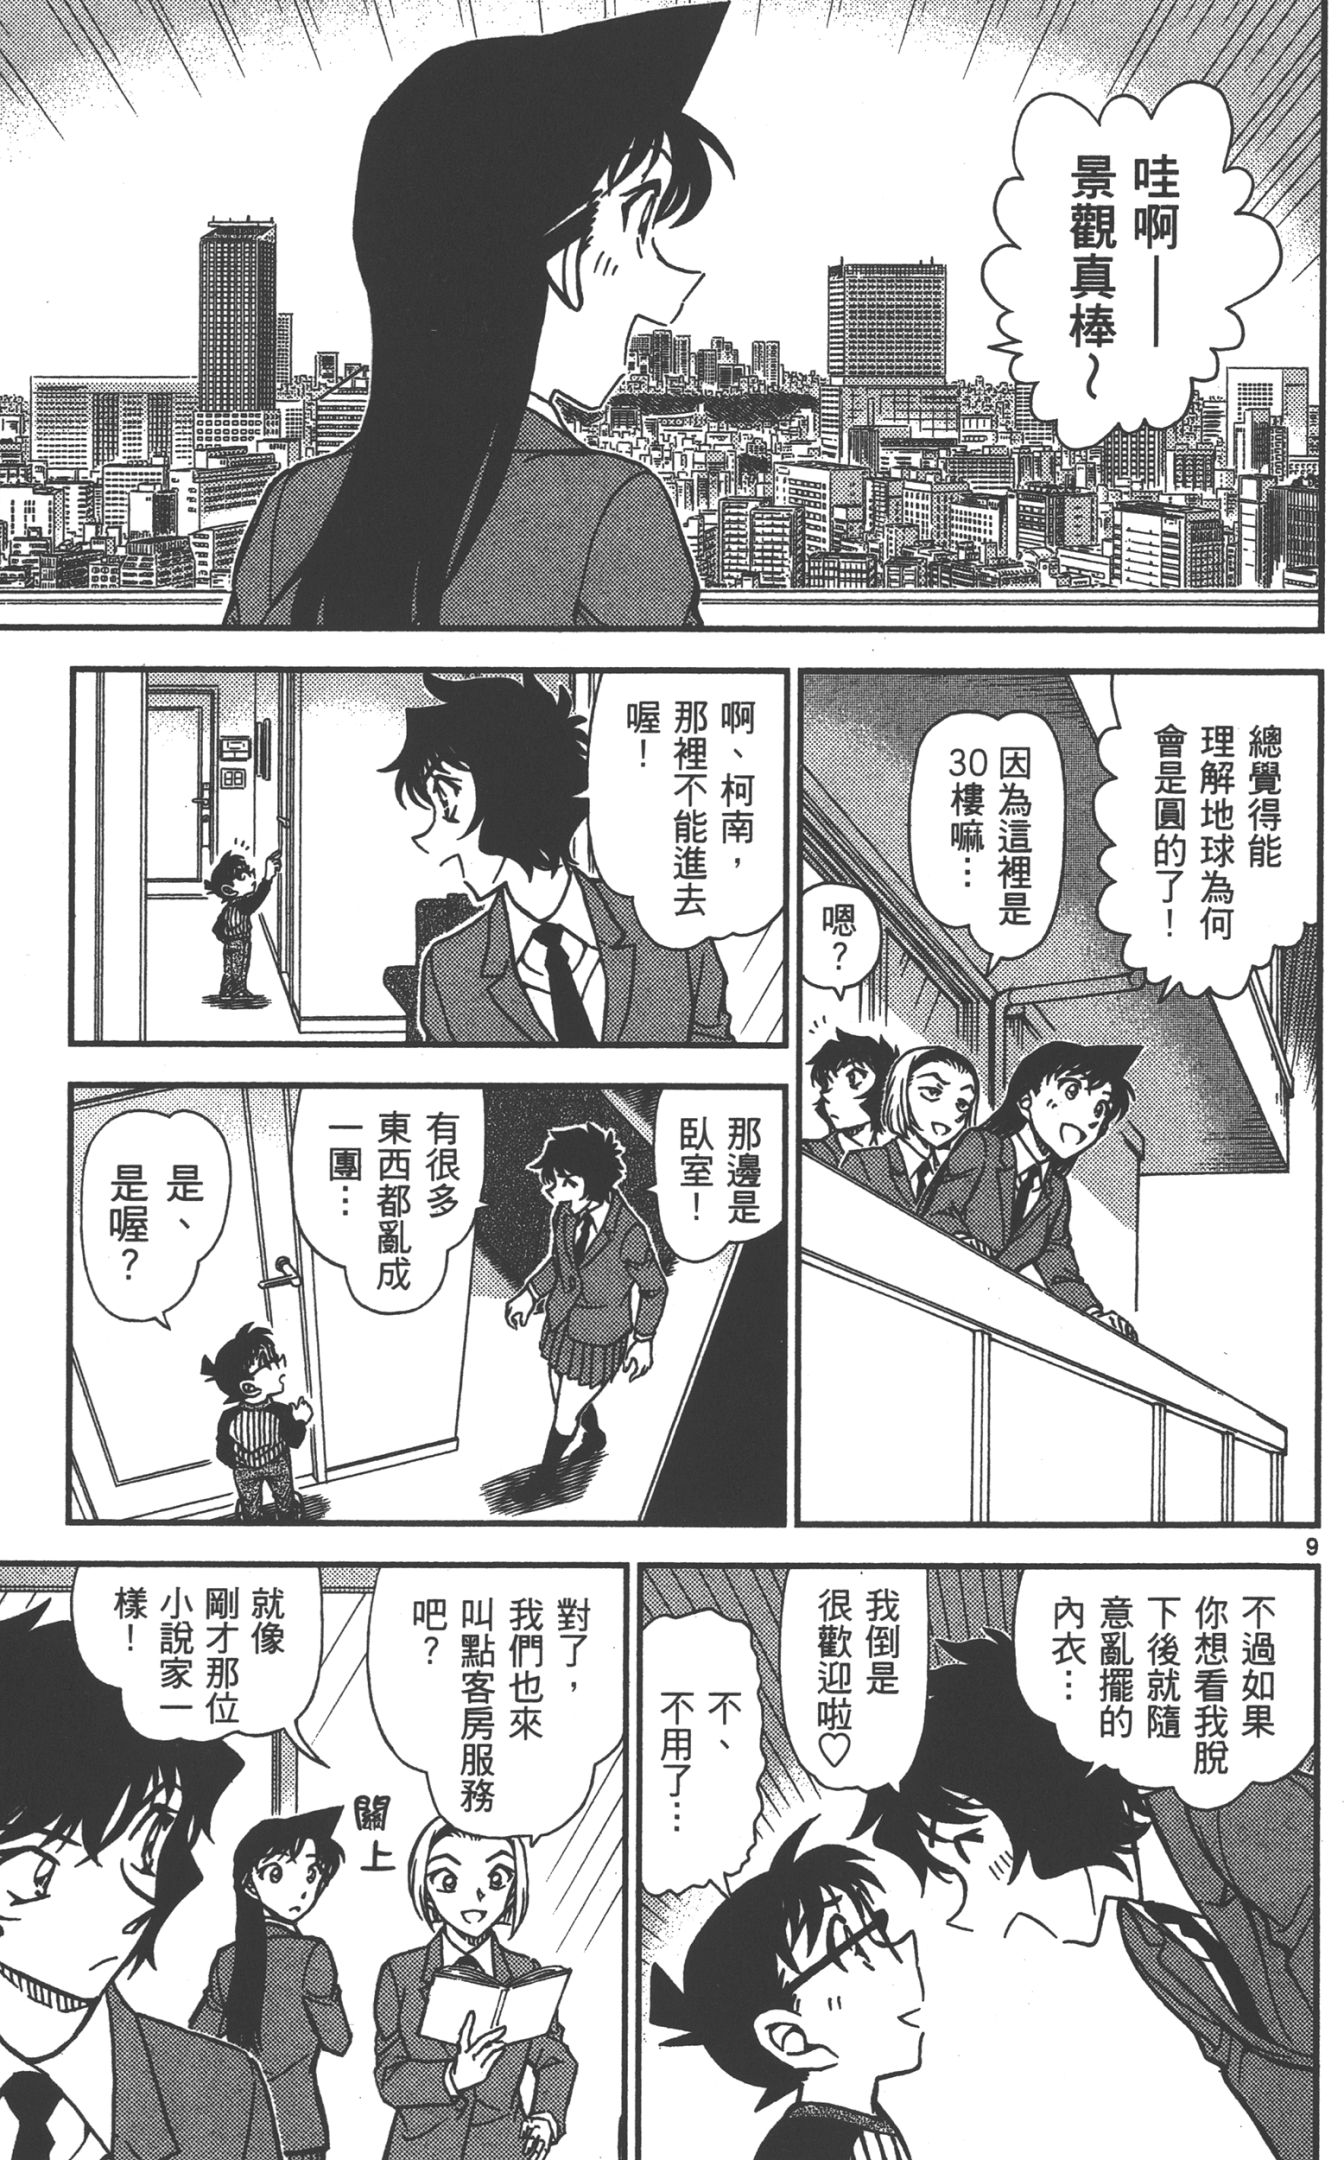 哇啊——
景觀真棒～
總覺得能
理解地球為何
會是圓的了！
因為這裡是
30樓嘛…
嗯？
啊、柯南，
那裡不能進去
喔！
那邊是
臥室！
有很多
東西都亂成
一團…
是、
是喔？
9
不過如果
你想看我脫
下後就隨
意亂擺的
內衣…
我倒是
很歡迎啦♡
不、
不用了…
對了，
我們也來
叫點客房服務
吧？
關上
就像
剛才那位
小說家一
樣！